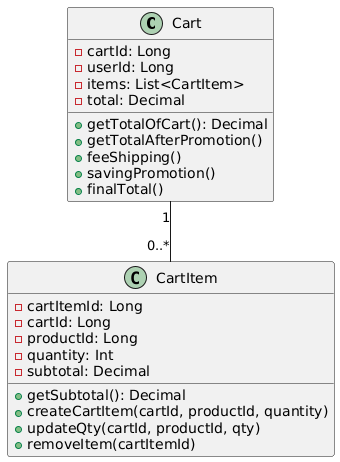 C Cart
cartId: Long
userId: Long
items: List<CartItem>
total: Decimal
getTotalOfCart(): Decimal
getTotalAfterPromotion()
feeShipping()
savingPromotion()
finalTotal()
1
0..*
C CartItem
cartItemId: Long
cartId: Long
productId: Long
quantity: Int
subtotal: Decimal
getSubtotal(): Decimal
createCartItem(cartId, productId, quantity)
updateQty(cartId, productId, qty)
removeItem(cartItemId)